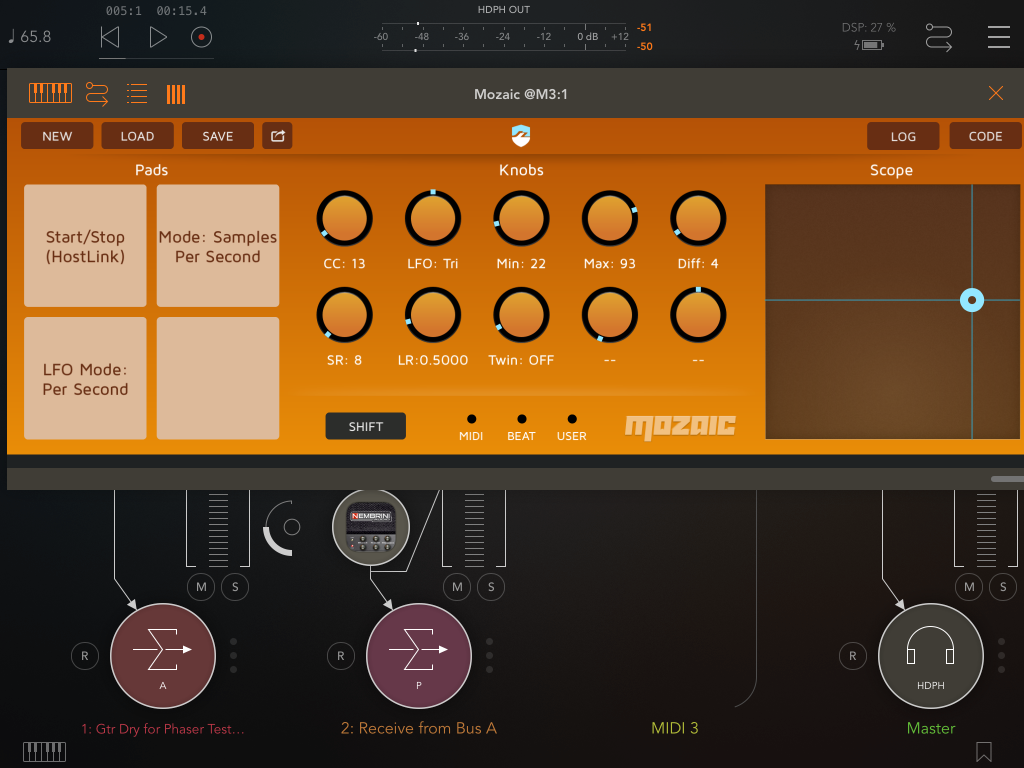 005:1 00:15.4
HDPH OUT
♩65.8
-60 -48 -36 -24 -12 0 dB +12
-51
-50
DSP: 27 %
Mozaic @M3:1
NEW LOAD SAVE LOG CODE
Pads Knobs Scope
Start/Stop
(HostLink)
Mode: Samples
Per Second
LFO Mode:
Per Second
CC: 13 LFO: Tri Min: 22 Max: 93 Diff: 4
SR: 8 LR:0.5000 Twin: OFF -- --
SHIFT
MIDI BEAT USER
mozaic
NEMBRINI
M S M S M S
R R R
A P HDPH
1: Gtr Dry for Phaser Test...
2: Receive from Bus A
MIDI 3
Master